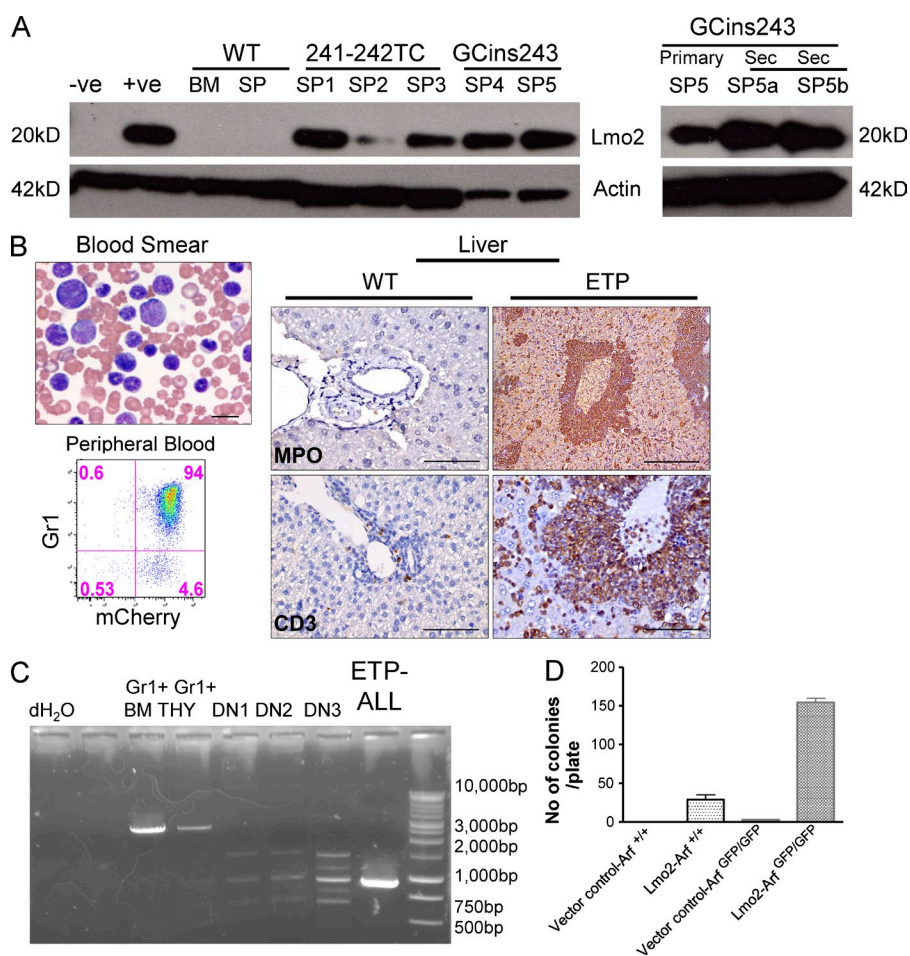 A
WT 241-242TC GCins243
-ve +ve BM SP SP1 SP2 SP3 SP4 SP5
20kD Lmo2
42kD Actin
GCins243
Primary Sec Sec
SP5 SP5a SP5b
20kD
42kD
B
Blood Smear
Peripheral Blood
0.6 94
0.53 4.6
Gr1
mCherry
Liver
WT ETP
MPO
CD3
C
Gr1+ Gr1+ ETP-
dH2O BM THY DN1 DN2 DN3 ALL
10,000bp
3,000bp
2,000bp
1,000bp
750bp
500bp
D
No of colonies
/plate
200
150
100
50
0
Vector control-Arf +/+
Lmo2-Arf +/+
Vector control-Arf GFP/GFP
Lmo2-Arf GFP/GFP